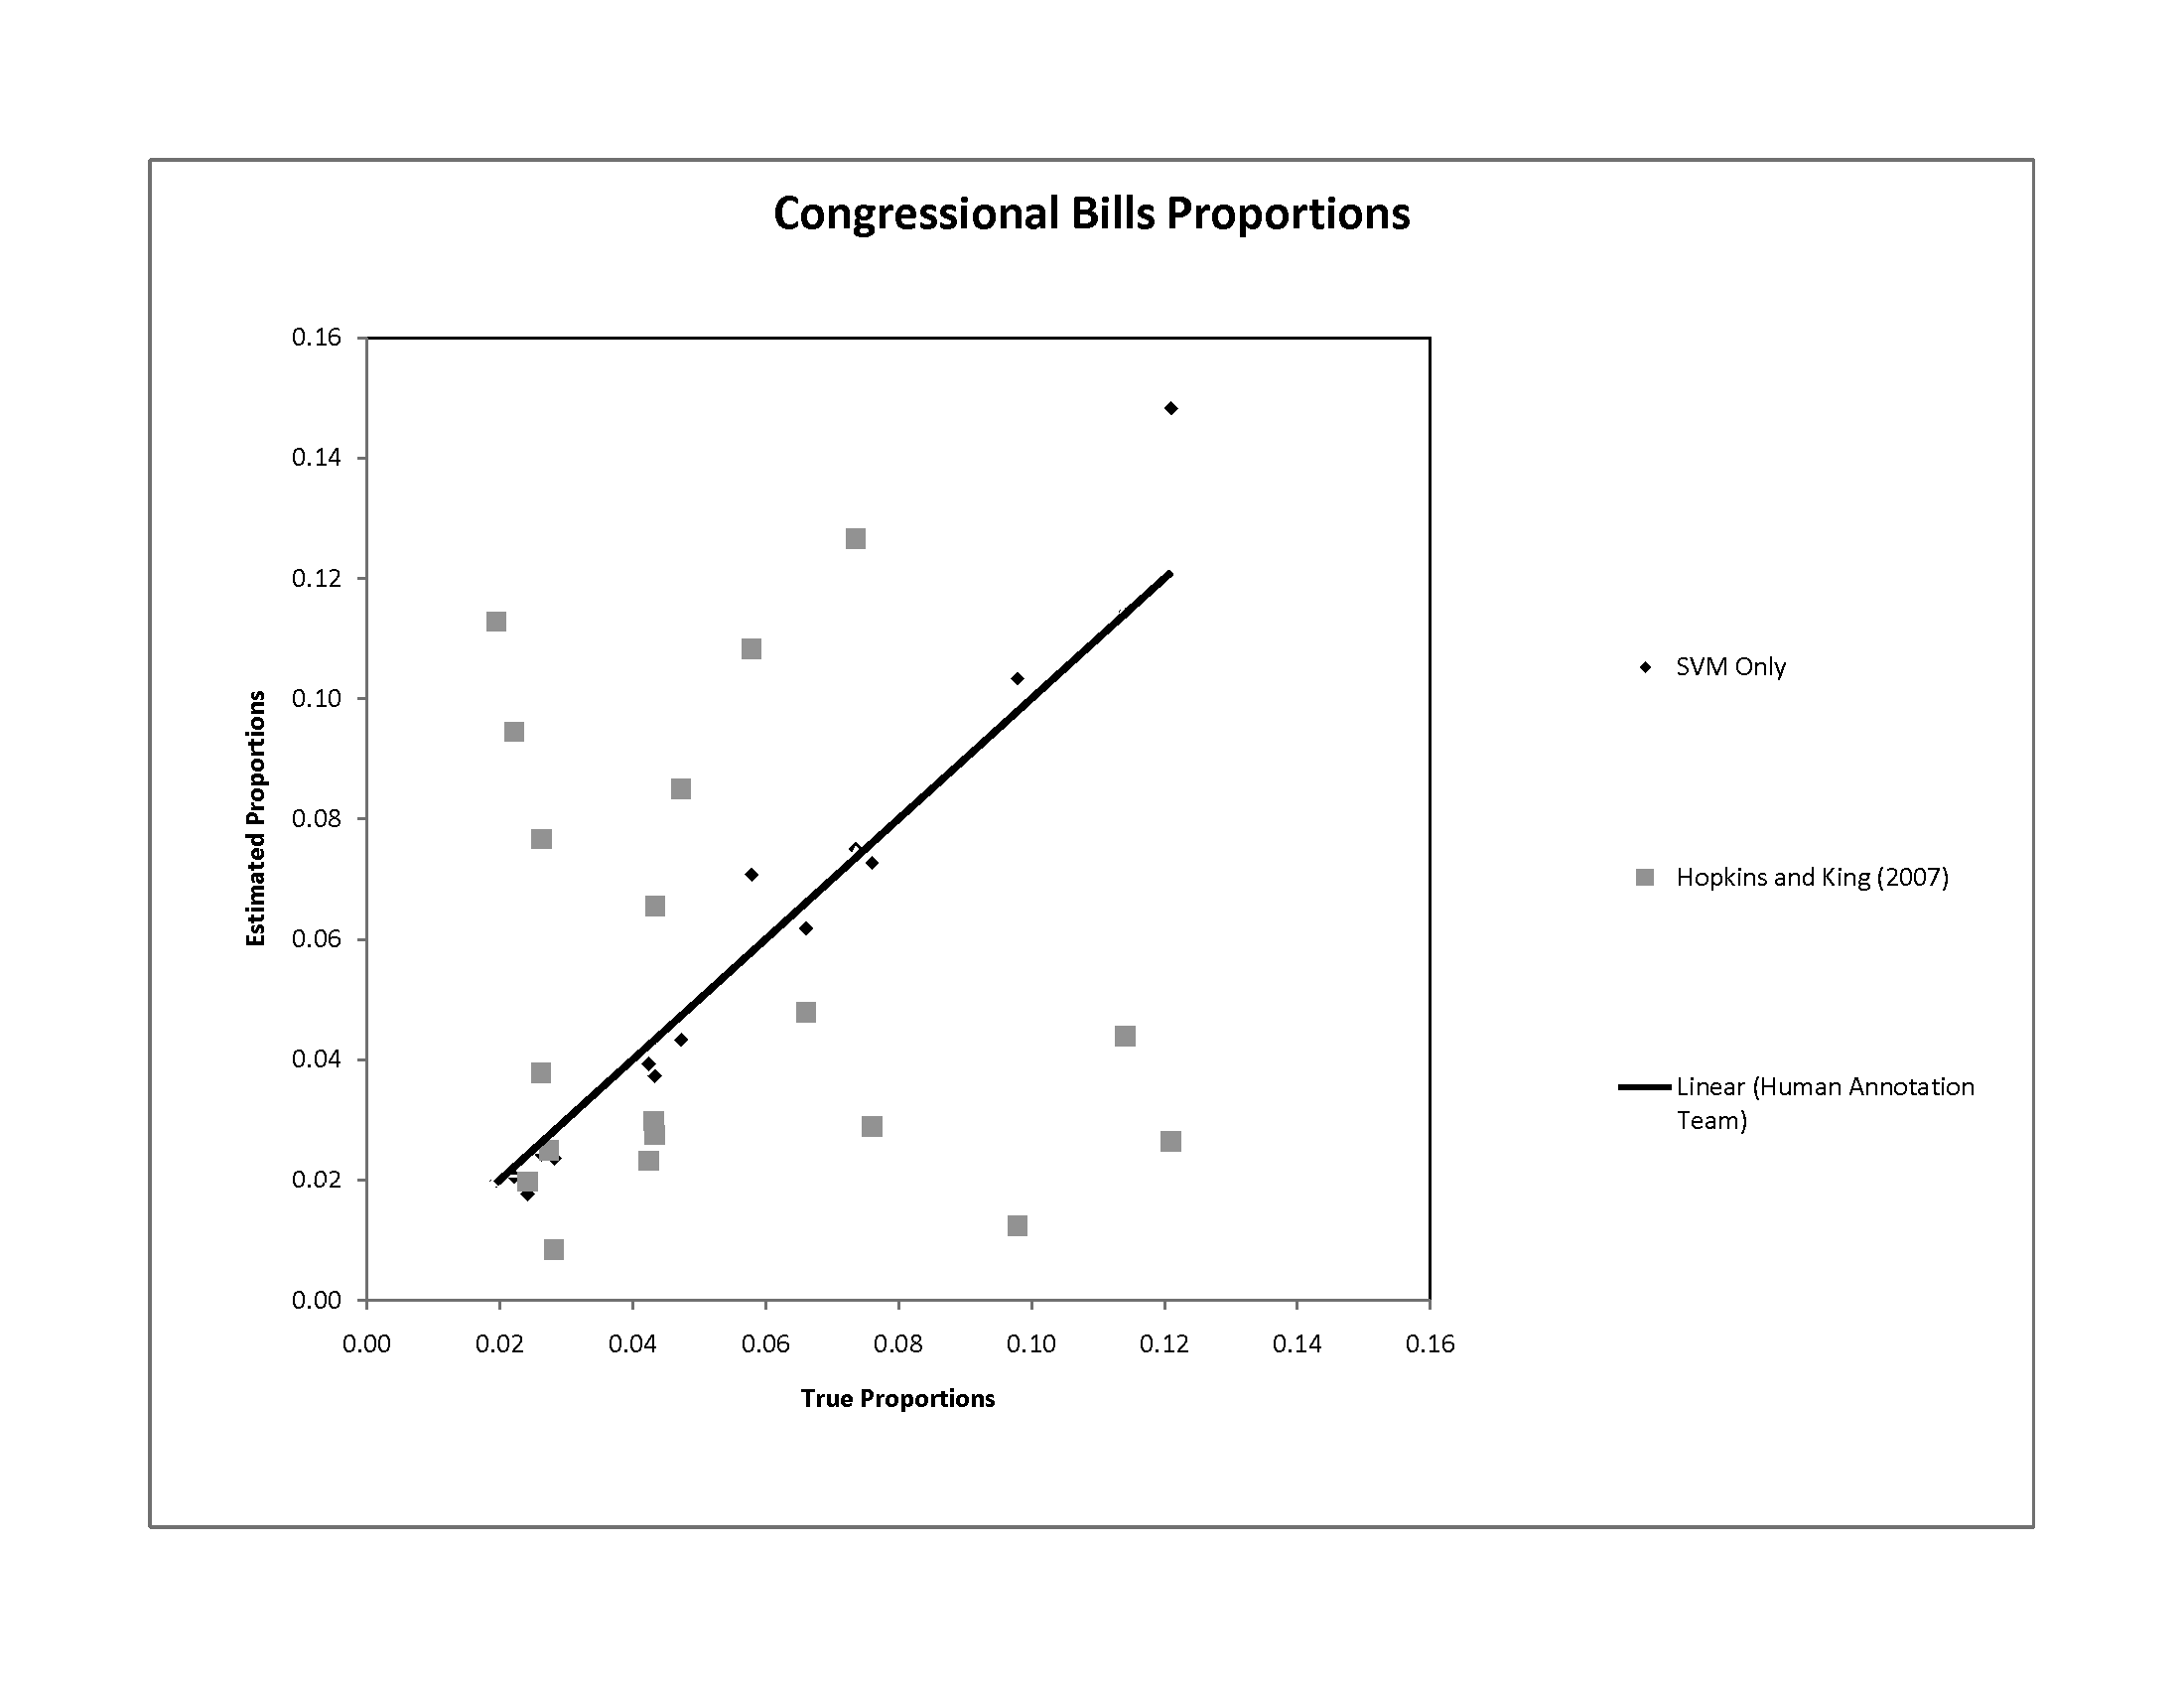 Congressional Bills Proportions
0.16
0.14
0.12
0.10
0.08
0.06
0.04
0.02
0.00
Estimated Proportions
0.00 0.02 0.04 0.06 0.08 0.10 0.12 0.14 0.16
True Proportions
SVM Only
Hopkins and King (2007)
Linear (Human Annotation
Team)